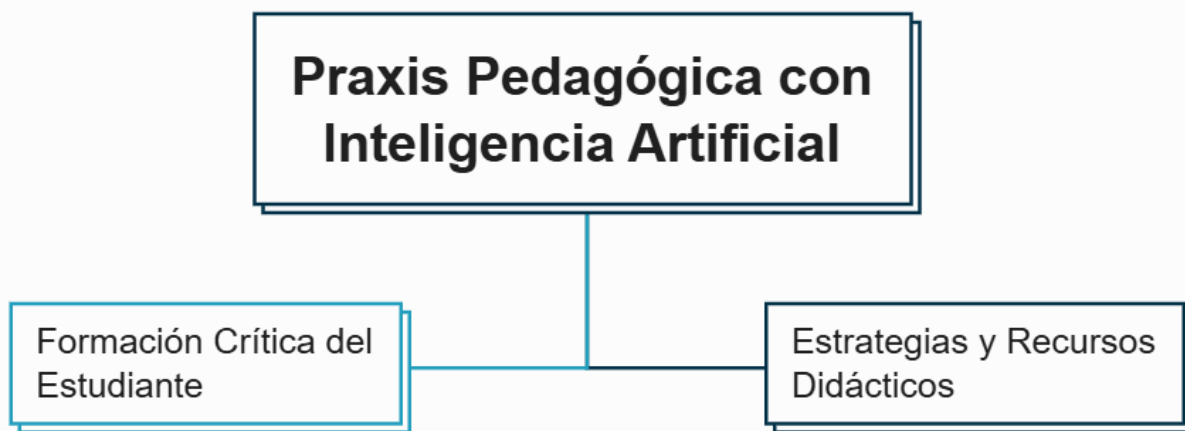 Praxis Pedagógica con
Inteligencia Artificial
Formación Crítica del
Estudiante
Estrategias y Recursos
Didácticos